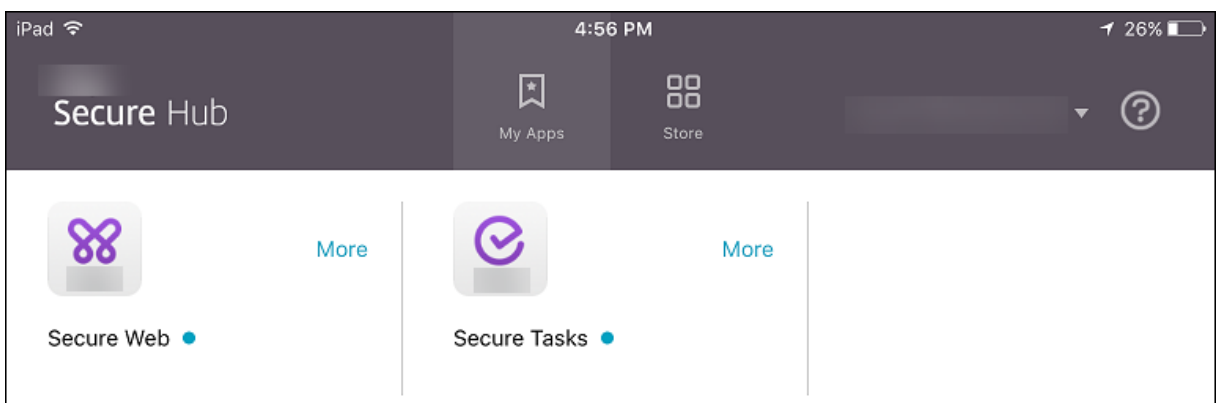 iPad 4:56 PM 26%
Secure Hub
My Apps Store
?
More More
Secure Web Secure Tasks